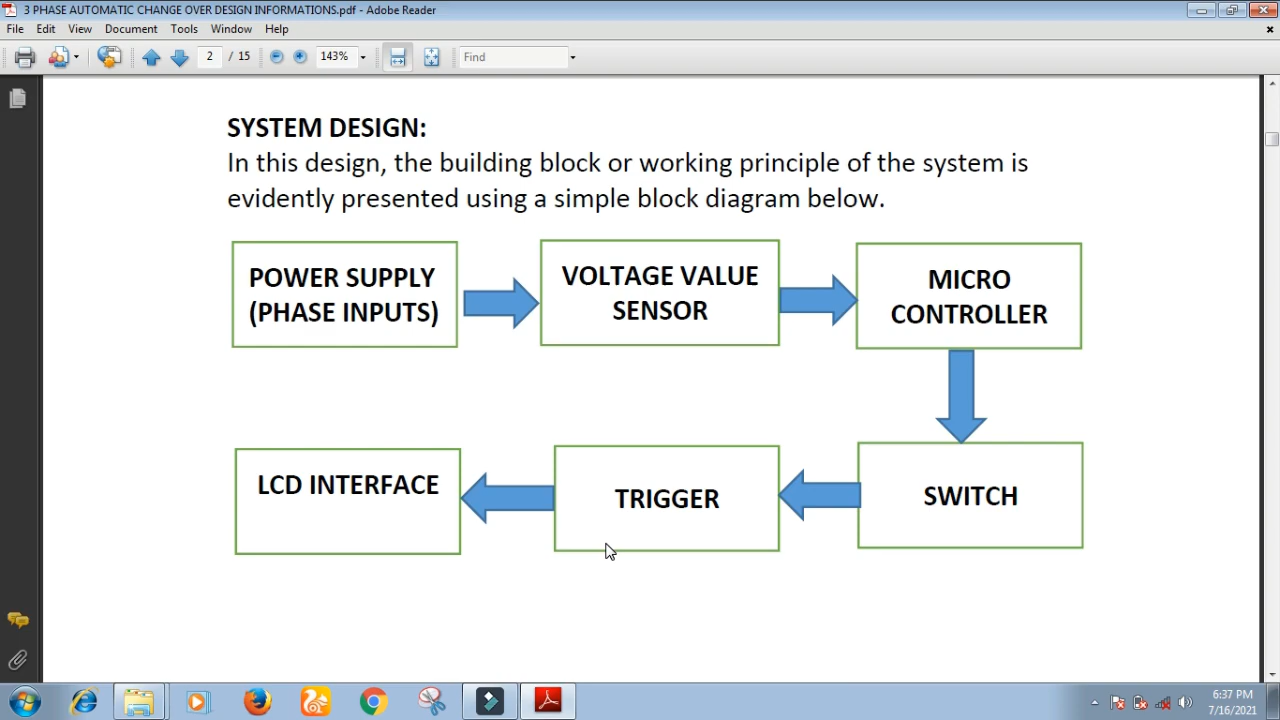 3 PHASE AUTOMATIC CHANGE OVER DESIGN INFORMATIONS.pdf - Adobe Reader
File Edit View Document Tools Window Help
2 / 15 143% Find
SYSTEM DESIGN:
In this design, the building block or working principle of the system is
evidently presented using a simple block diagram below.
POWER SUPPLY
(PHASE INPUTS)
VOLTAGE VALUE
SENSOR
MICRO
CONTROLLER
LCD INTERFACE
TRIGGER
SWITCH
6:37 PM
7/16/2021